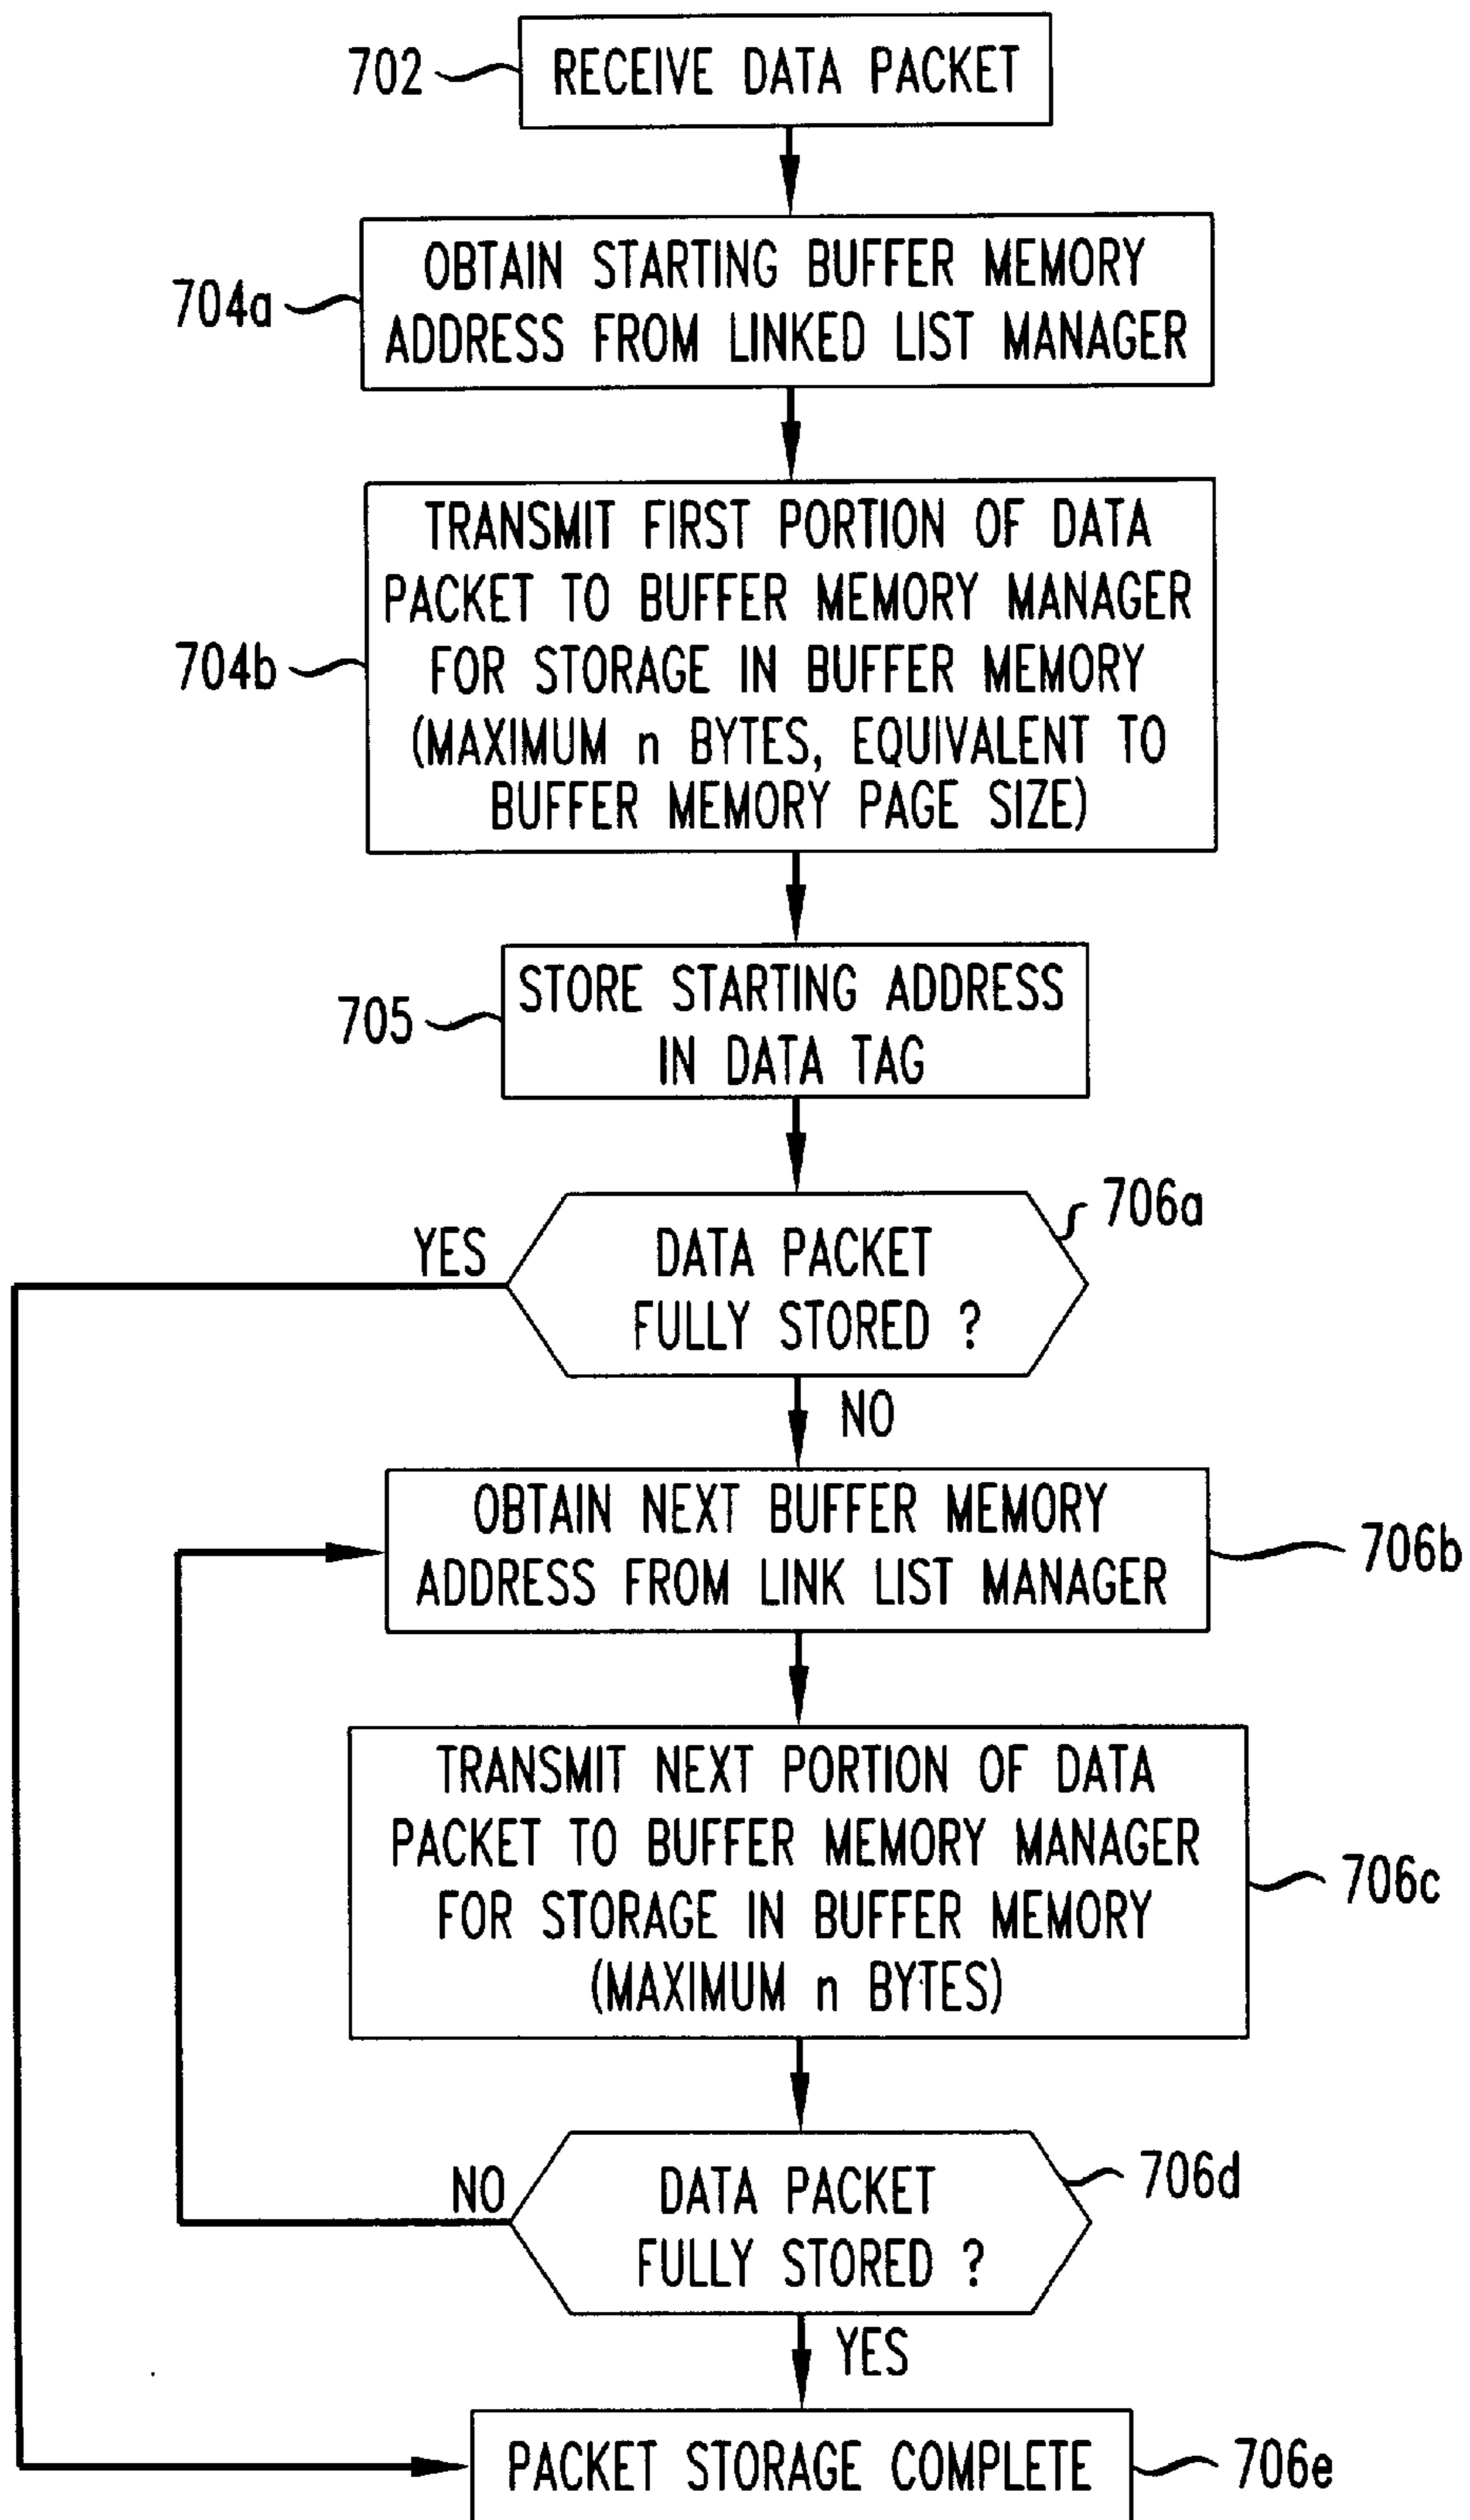 702
RECEIVE DATA PACKET
704a
OBTAIN STARTING BUFFER MEMORY
ADDRESS FROM LINKED LIST MANAGER
704b
TRANSMIT FIRST PORTION OF DATA
PACKET TO BUFFER MEMORY MANAGER
FOR STORAGE IN BUFFER MEMORY
(MAXIMUM n BYTES, EQUIVALENT TO
BUFFER MEMORY PAGE SIZE)
705
STORE STARTING ADDRESS
IN DATA TAG
706a
YES
DATA PACKET
FULLY STORED ?
NO
OBTAIN NEXT BUFFER MEMORY
ADDRESS FROM LINK LIST MANAGER
706b
TRANSMIT NEXT PORTION OF DATA
PACKET TO BUFFER MEMORY MANAGER
FOR STORAGE IN BUFFER MEMORY
(MAXIMUM n BYTES)
706c
NO
DATA PACKET
FULLY STORED ?
706d
YES
PACKET STORAGE COMPLETE
706e